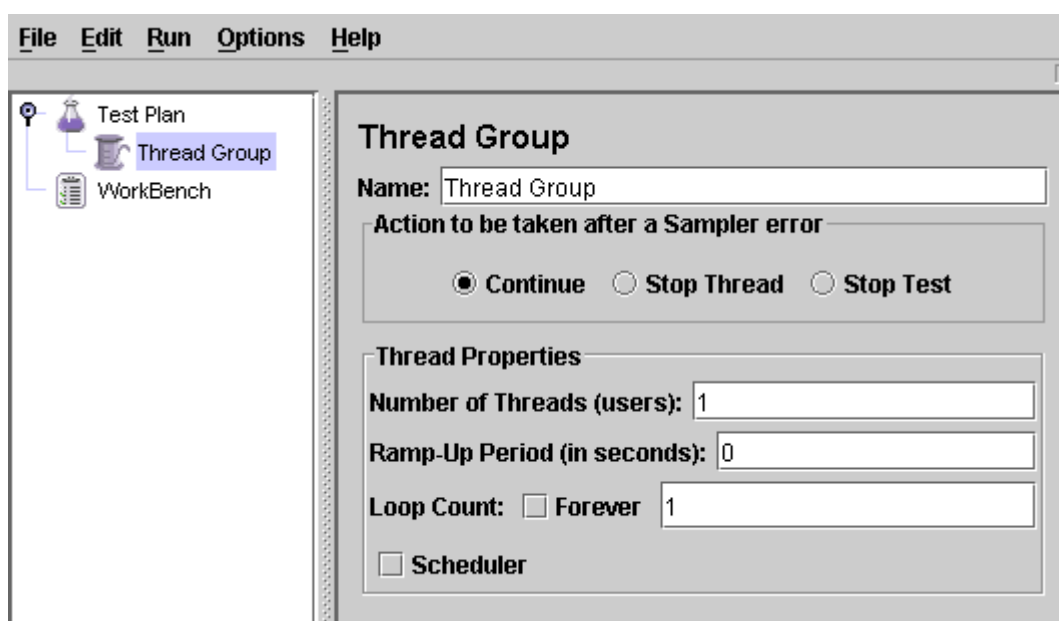 File Edit Run Options Help
Test Plan
Thread Group
WorkBench
Thread Group
Name: Thread Group
Action to be taken after a Sampler error
Continue Stop Thread Stop Test
Thread Properties
Number of Threads (users): 1
Ramp-Up Period (in seconds): 0
Loop Count: Forever 1
Scheduler